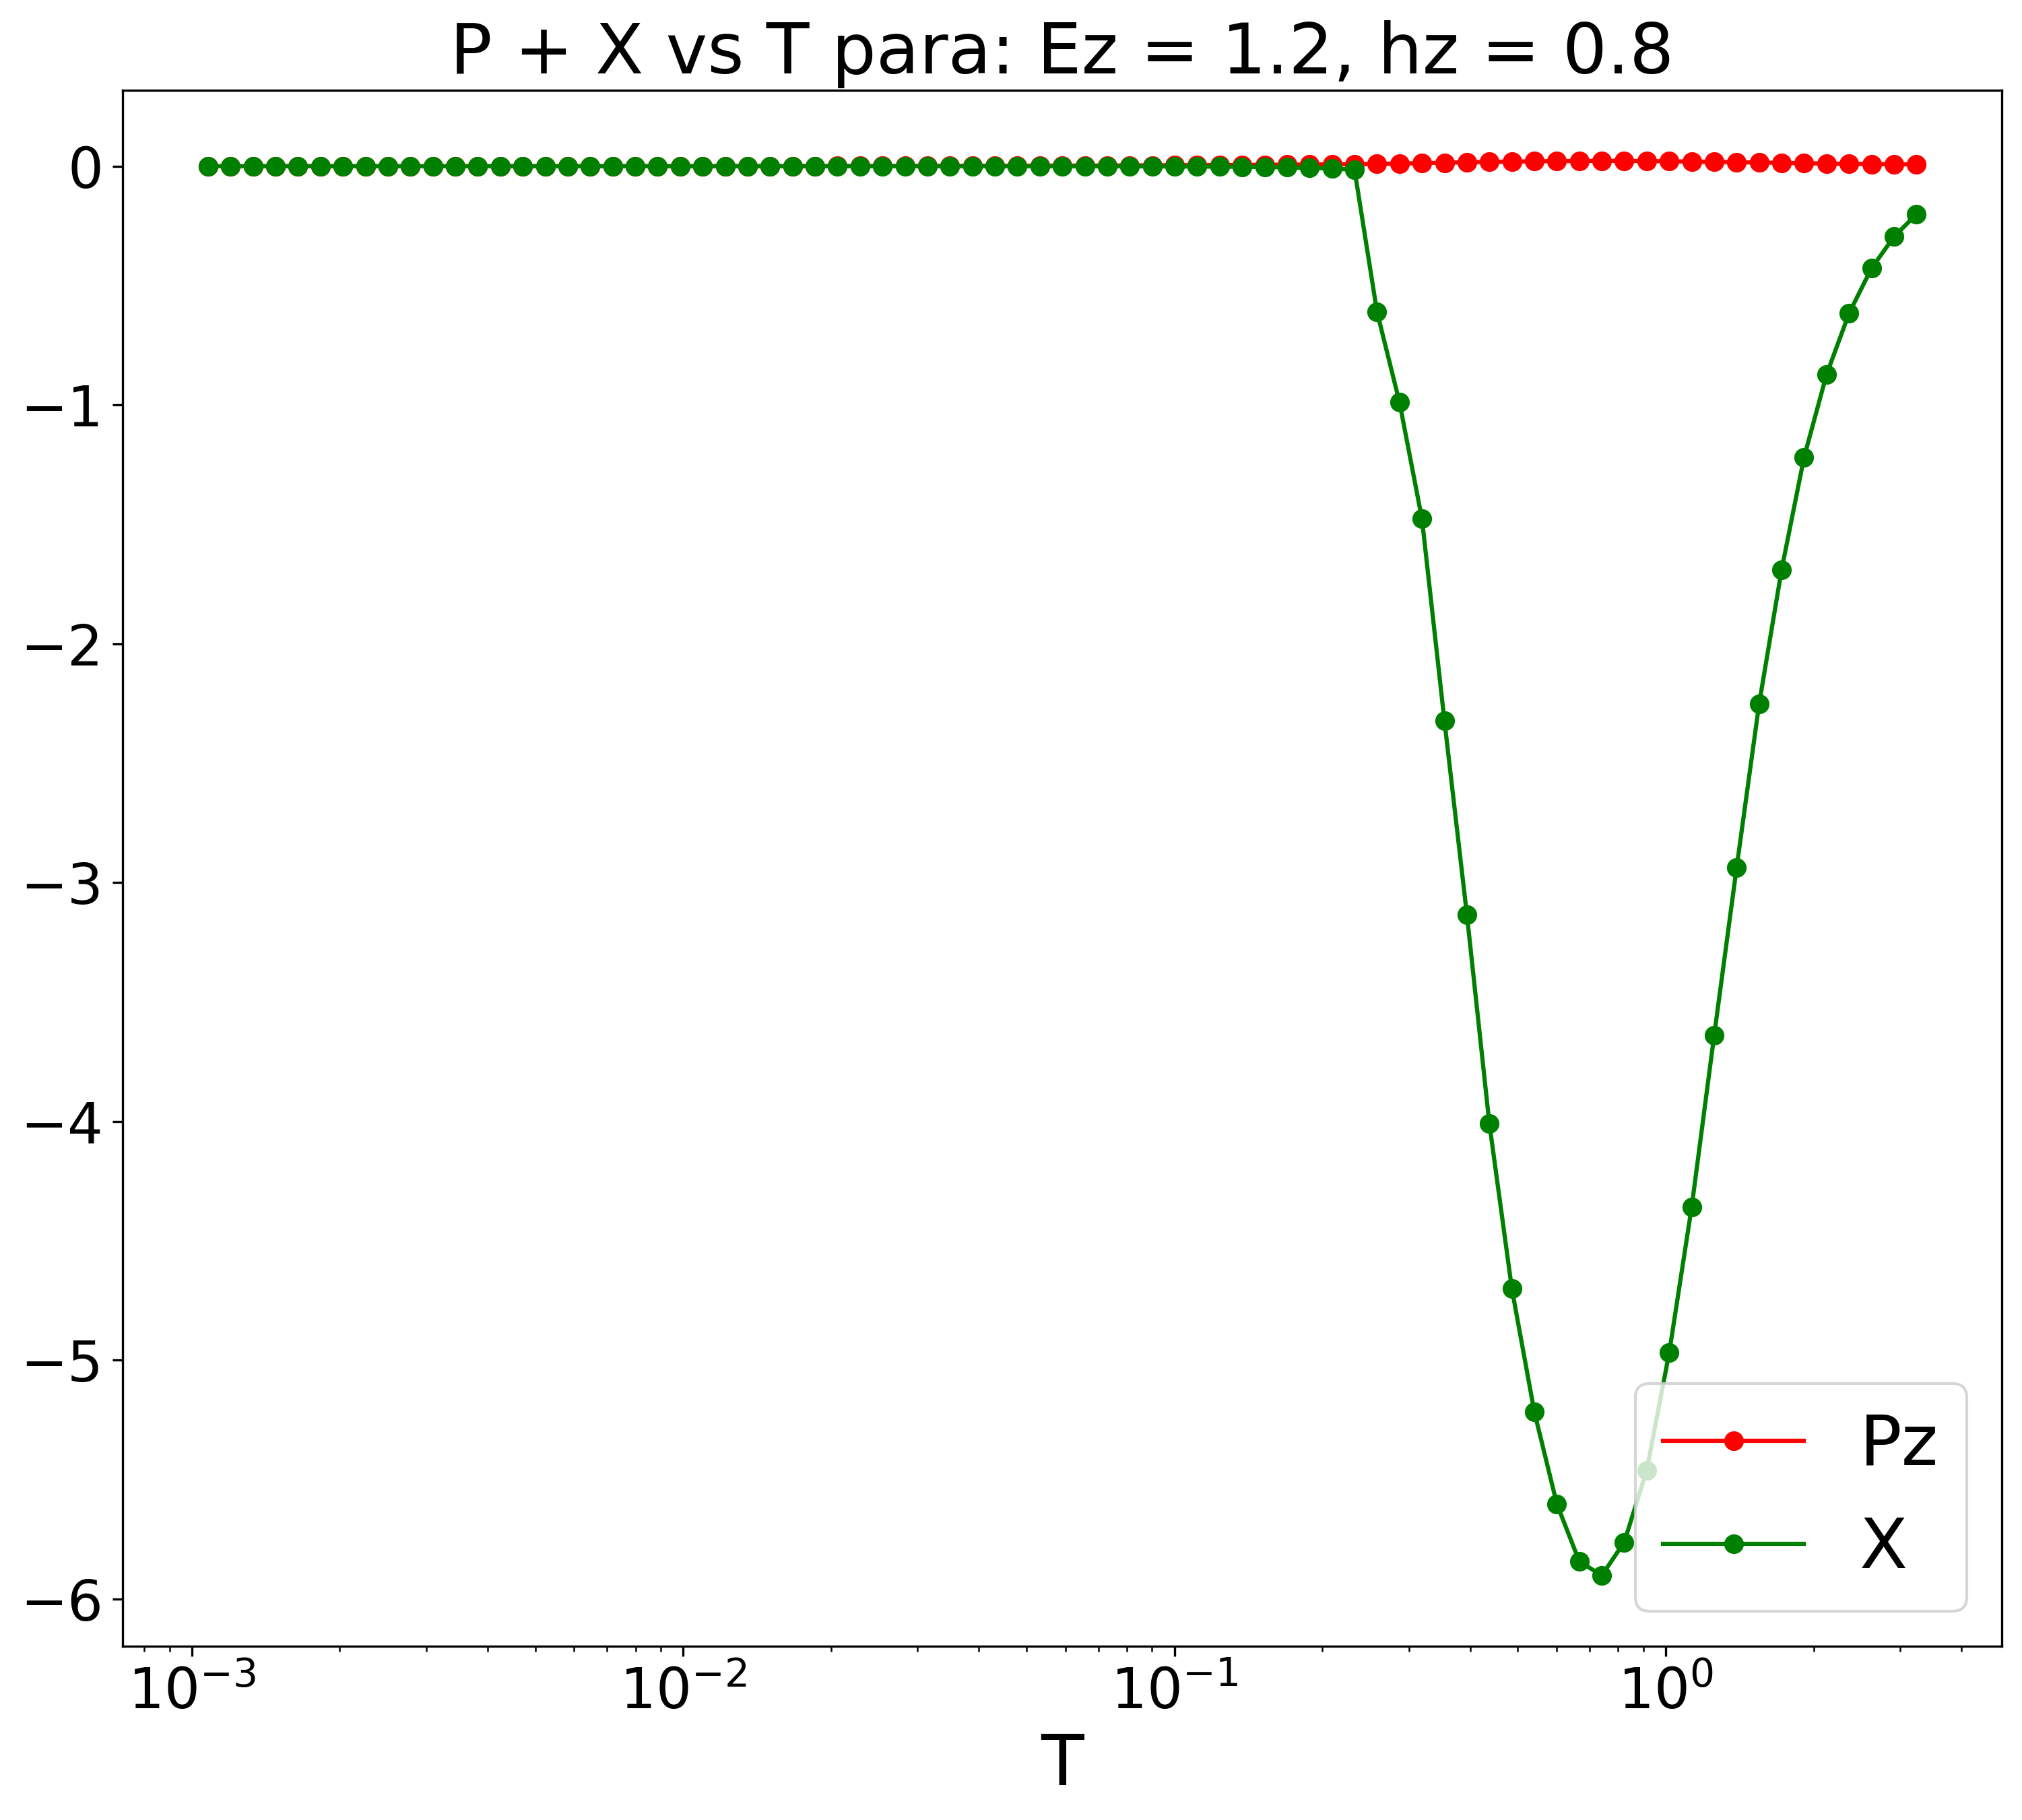 P + X vs T para: Ez = 1.2, hz = 0.8
0
−1
−2
−3
−4
−5
−6
Pz
X
10⁻³ 10⁻² 10⁻¹ 10⁰
T